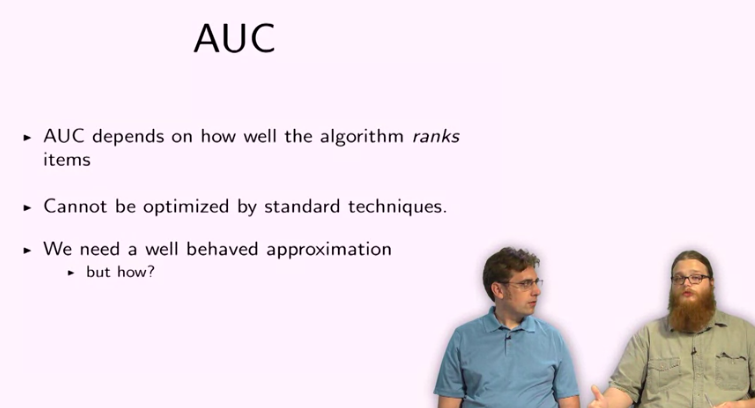 AUC
▸ AUC depends on how well the algorithm ranks
items
▸ Cannot be optimized by standard techniques.
▸ We need a well behaved approximation
▸ but how?